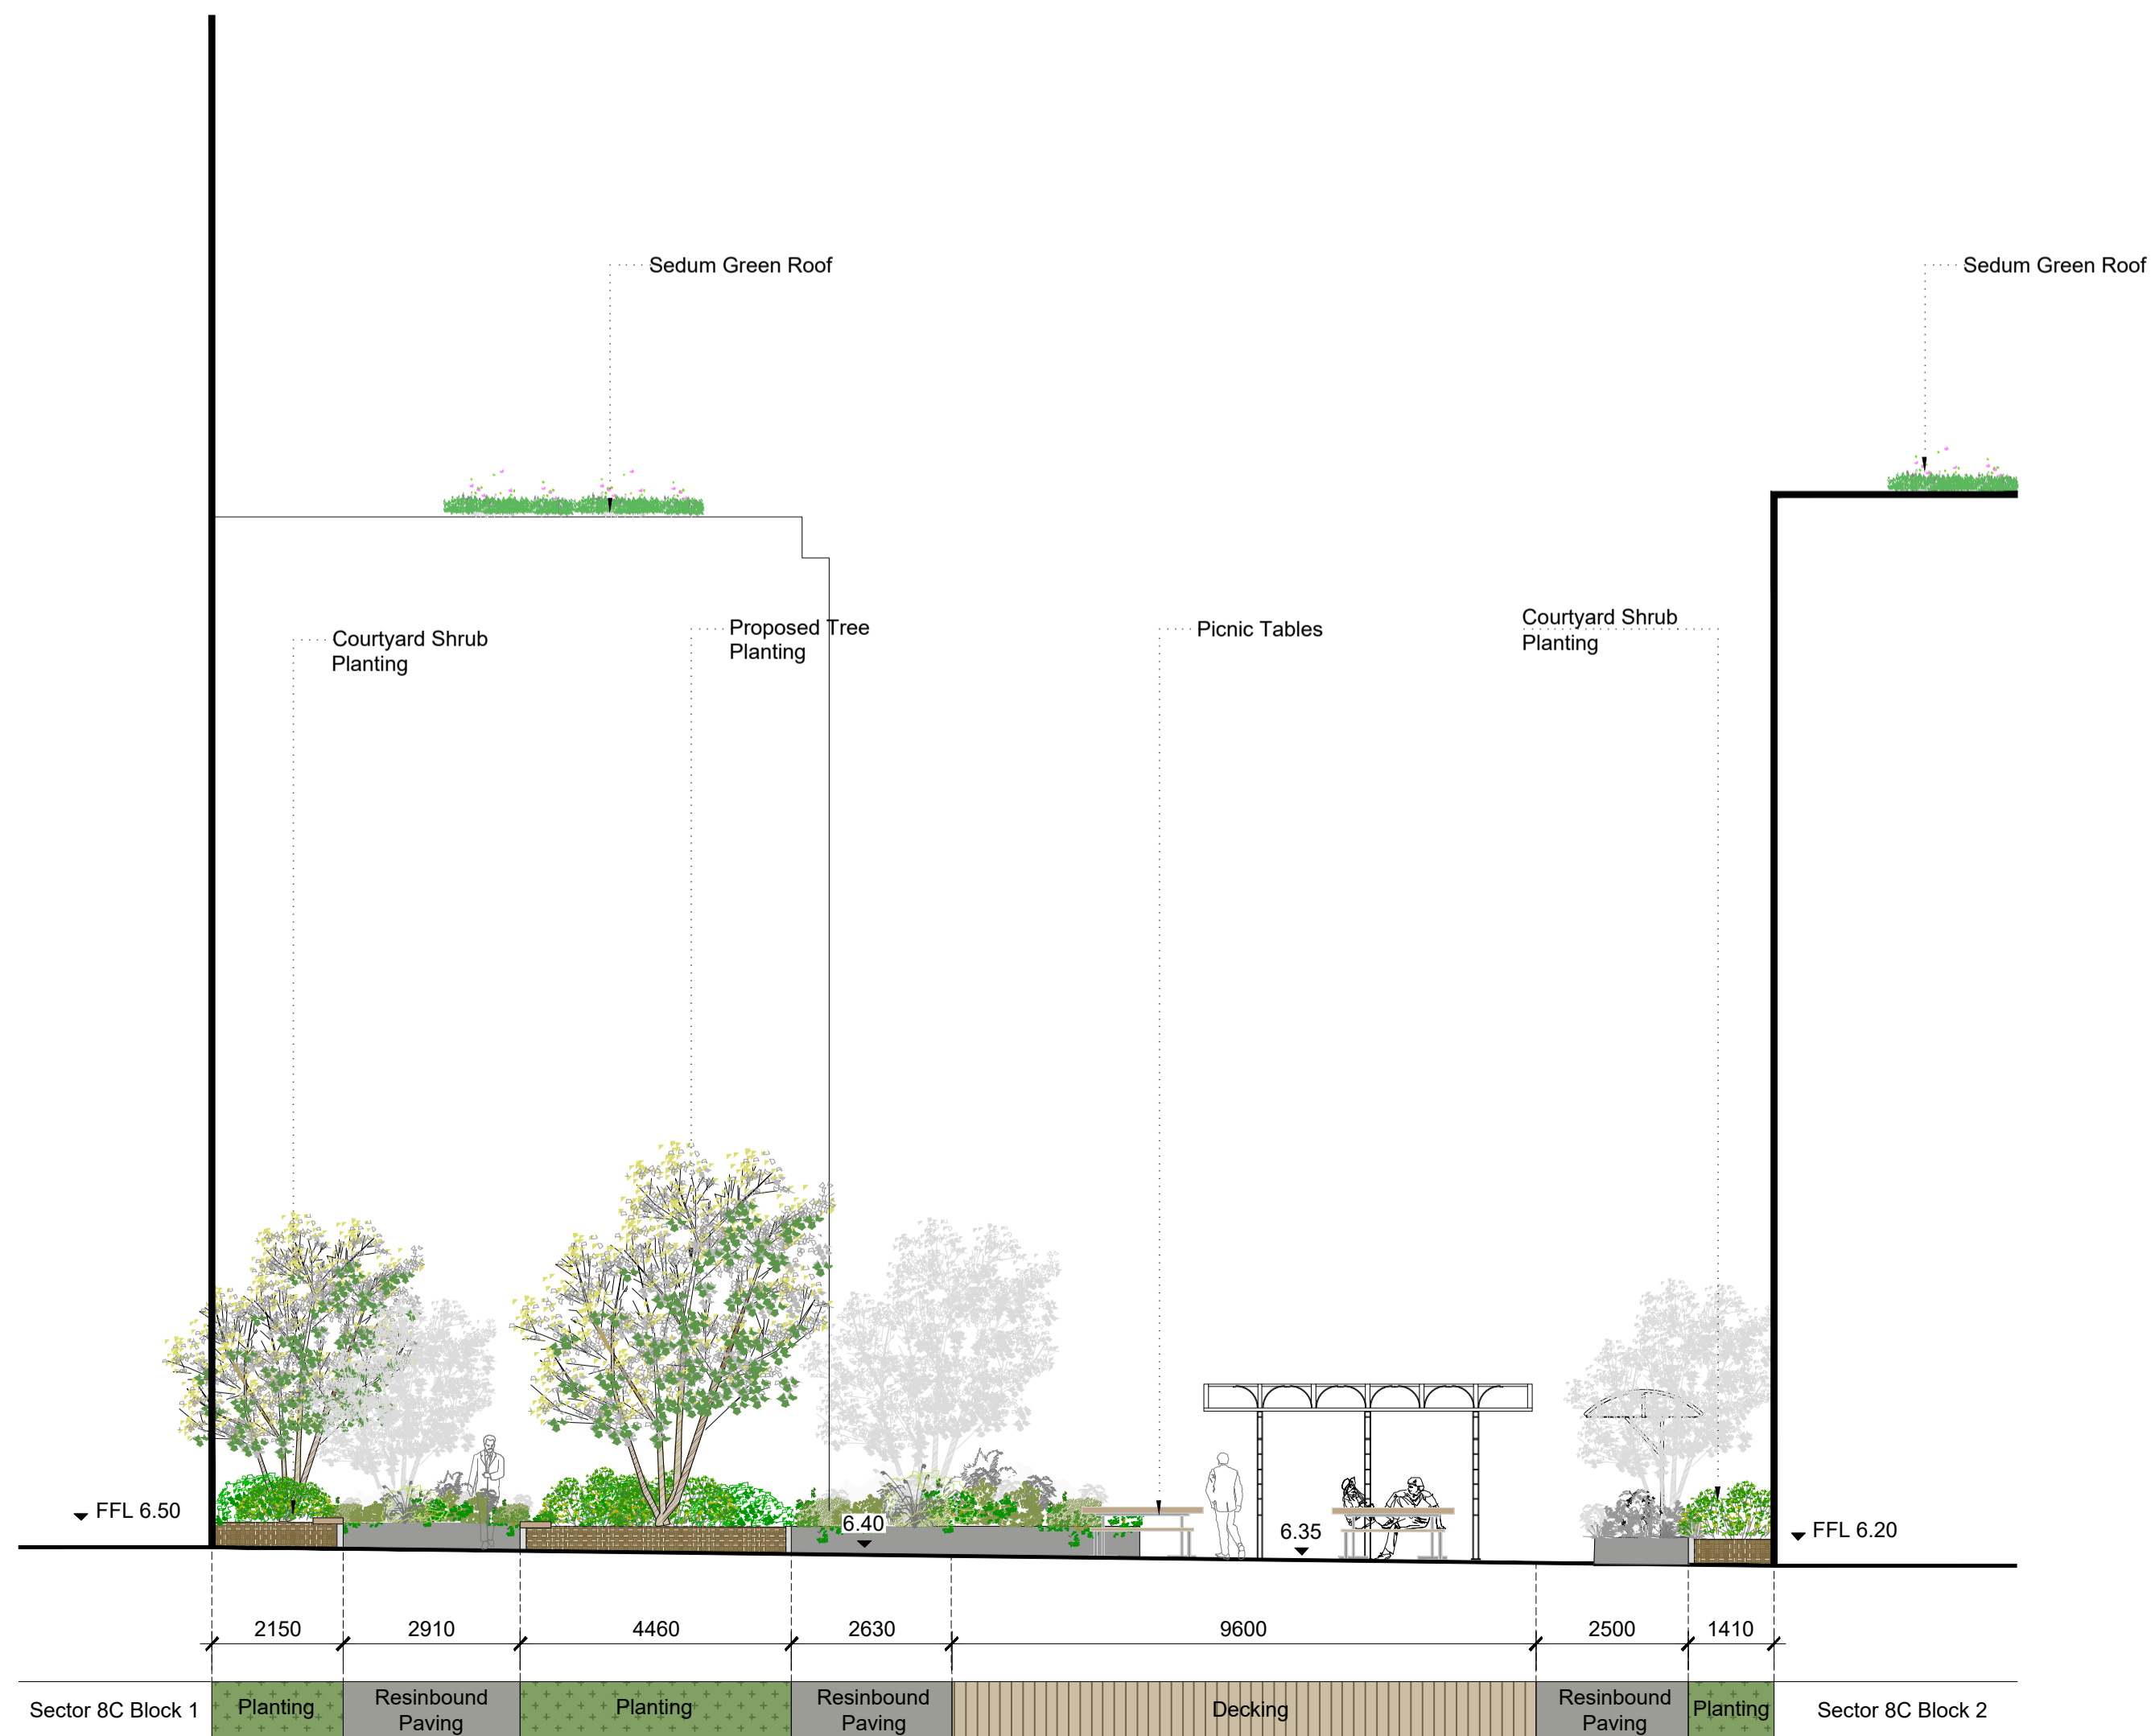 Sedum Green Roof
Sedum Green Roof
Courtyard Shrub
Planting
Proposed Tree
Planting
Picnic Tables
Courtyard Shrub
Planting
FFL 6.50
6.40
6.35
FFL 6.20
2150
2910
4460
2630
9600
2500
1410
Sector 8C Block 1
Planting
Resinbound
Paving
Planting
Resinbound
Paving
Decking
Resinbound
Paving
Planting
Sector 8C Block 2